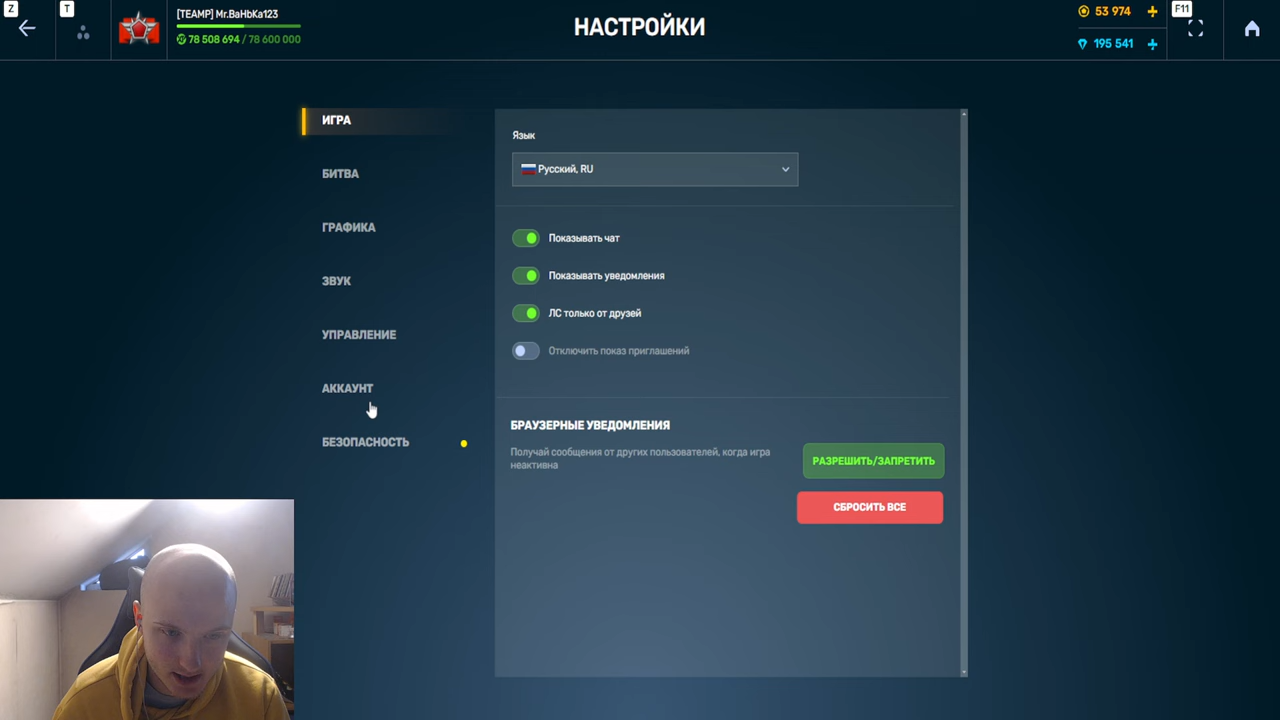 Z
T
[TEAMP] Mr.BaHbKa123
78 508 694 / 78 600 000
НАСТРОЙКИ
53 974
195 541
F11
ИГРА
БИТВА
ГРАФИКА
ЗВУК
УПРАВЛЕНИЕ
АККАУНТ
БЕЗОПАСНОСТЬ
Язык
Русский, RU
Показывать чат
Показывать уведомления
ЛС только от друзей
Отключить показ приглашений
БРАУЗЕРНЫЕ УВЕДОМЛЕНИЯ
Получай сообщения от других пользователей, когда игра
неактивна
РАЗРЕШИТЬ/ЗАПРЕТИТЬ
СБРОСИТЬ ВСЕ